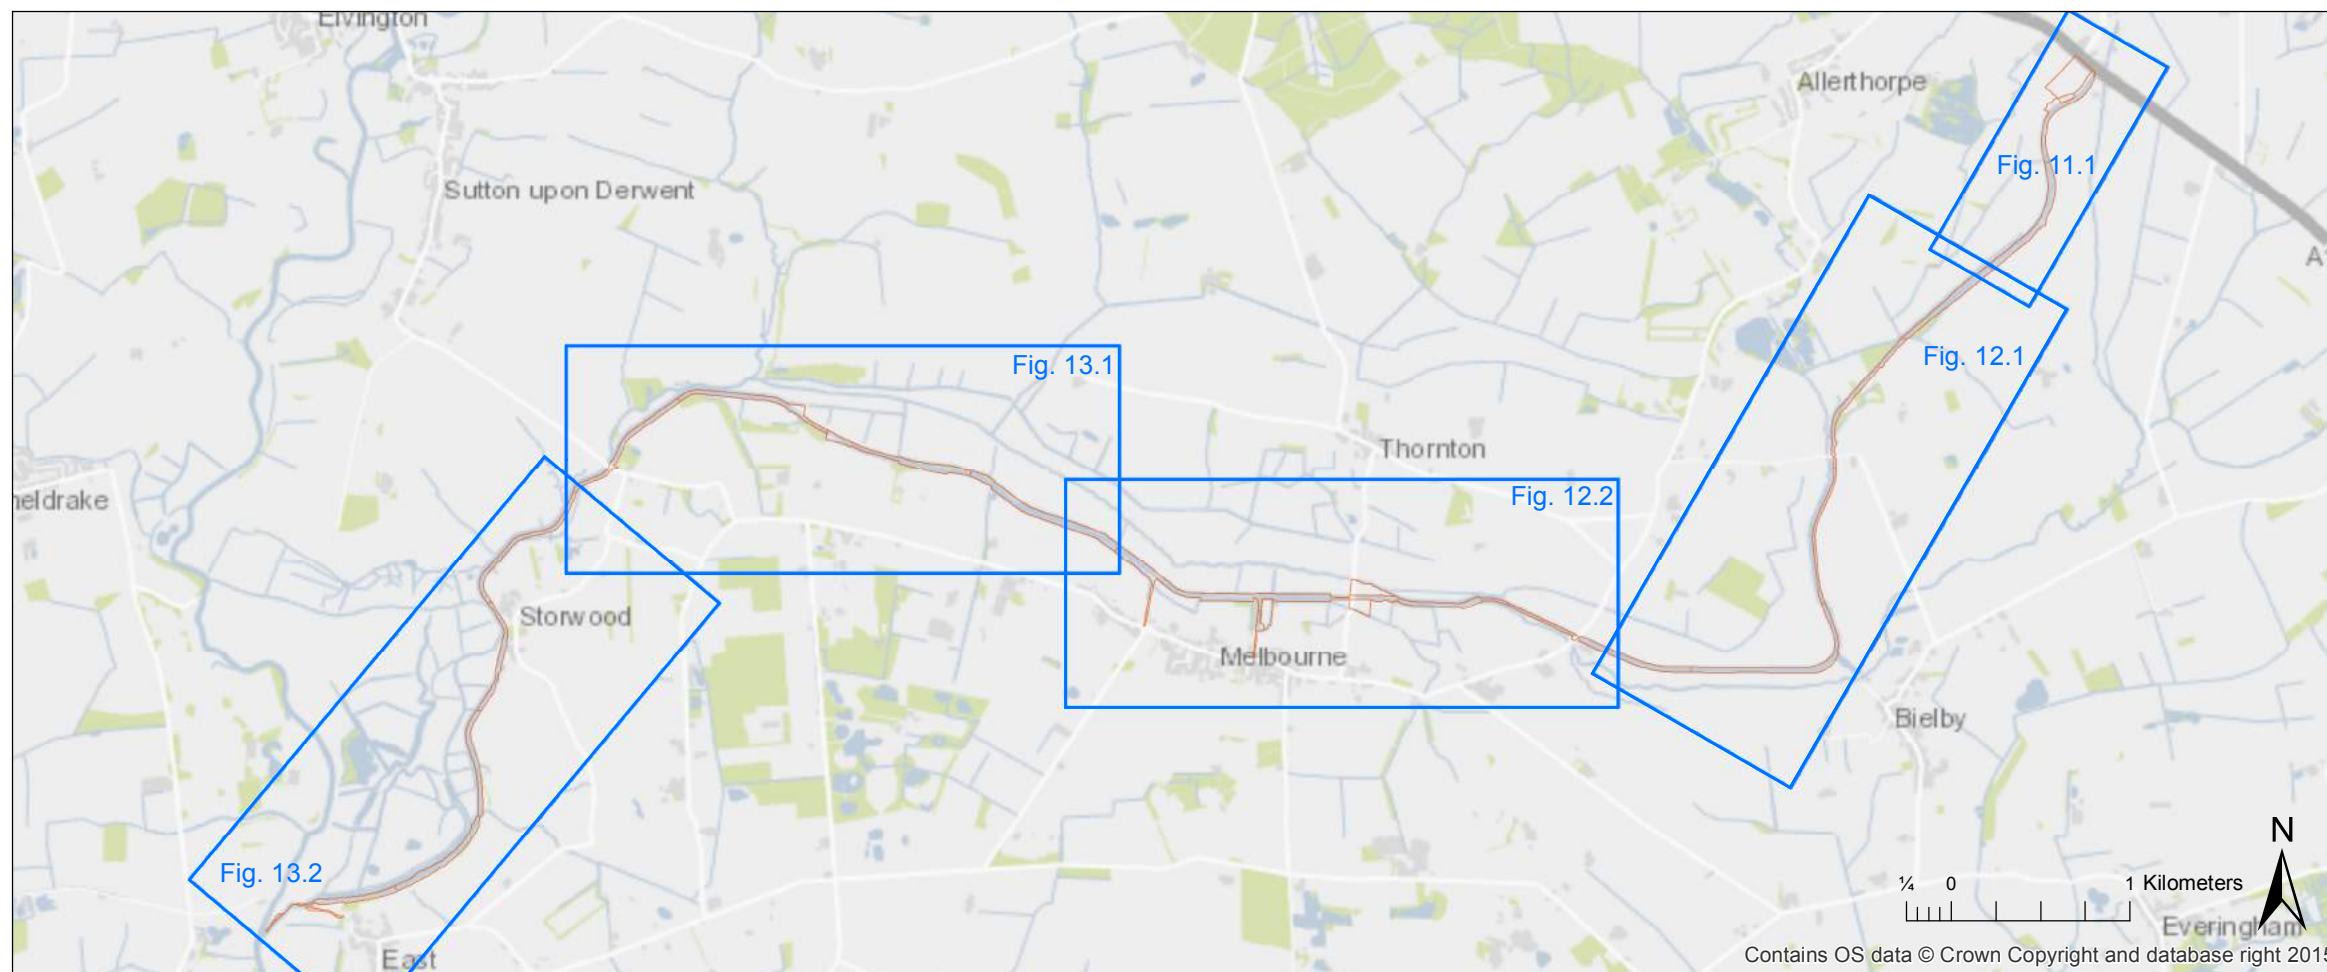 Elvington
Allerthorpe
Fig. 11.1
Sutton upon Derwent
Fig. 13.1
Fig. 12.1
Thornton
heldrake
Fig. 12.2
Storwood
Melbourne
Bielby
N
Fig. 13.2
¼ 0 1 Kilometers
Everingham
East
Contains OS data © Crown Copyright and database right 2015